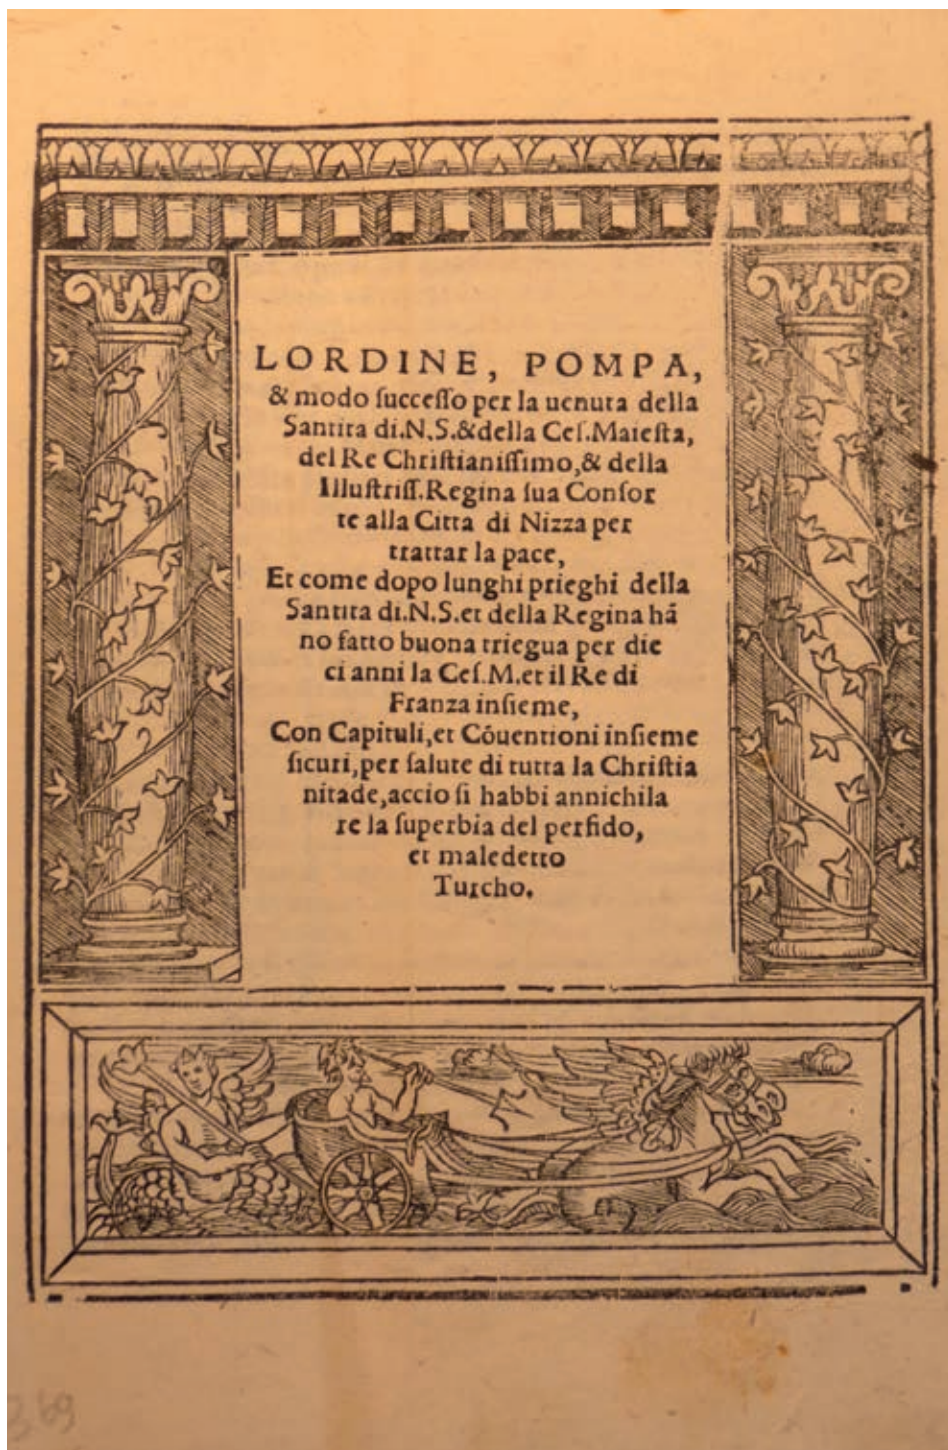 LORDINE, POMPA,
& modo ſucceſſo per la uenuta della
Santita di.N.S.&della Ceſ.Maieſta,
del Re Chriſtianiſſimo,& della
Illuſtriſſ.Regina ſua Conſor
te alla Citta di Nizza per
trattar la pace,
Et come dopo lunghi prieghi della
Santita di.N.S.et della Regina hã
no fatto buona triegua per die
ci anni la Ceſ.M.et il Re di
Franza inſieme,
Con Capituli,et Cõuentioni inſieme
ſicuri,per ſalute di tutta la Chriſtia
nitade,accio ſi habbi annichila
re la ſuperbia del perfido,
et maledetto
Turcho.
369